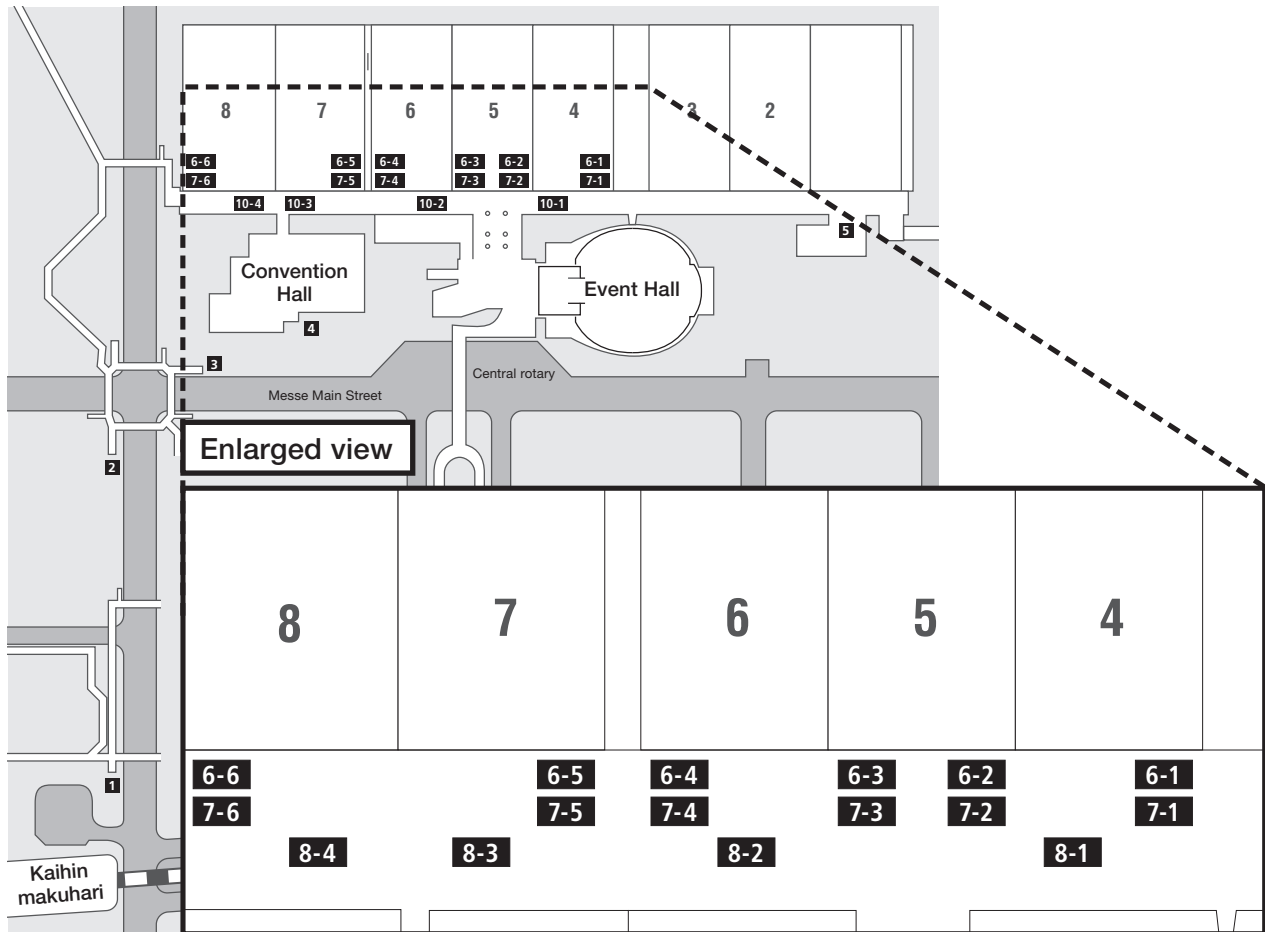 8 7 6 5 4 3 2
6-6 6-5 6-4 6-3 6-2 6-1
7-6 7-5 7-4 7-3 7-2 7-1
10-4 10-3 10-2 10-1
5
Convention
Hall
Event Hall
4
3
Central rotary
Messe Main Street
Enlarged view
2
8 7 6 5 4
6-6 6-5 6-4 6-3 6-2 6-1
1
7-6 7-5 7-4 7-3 7-2 7-1
8-4 8-3 8-2 8-1
Kaihin
makuhari